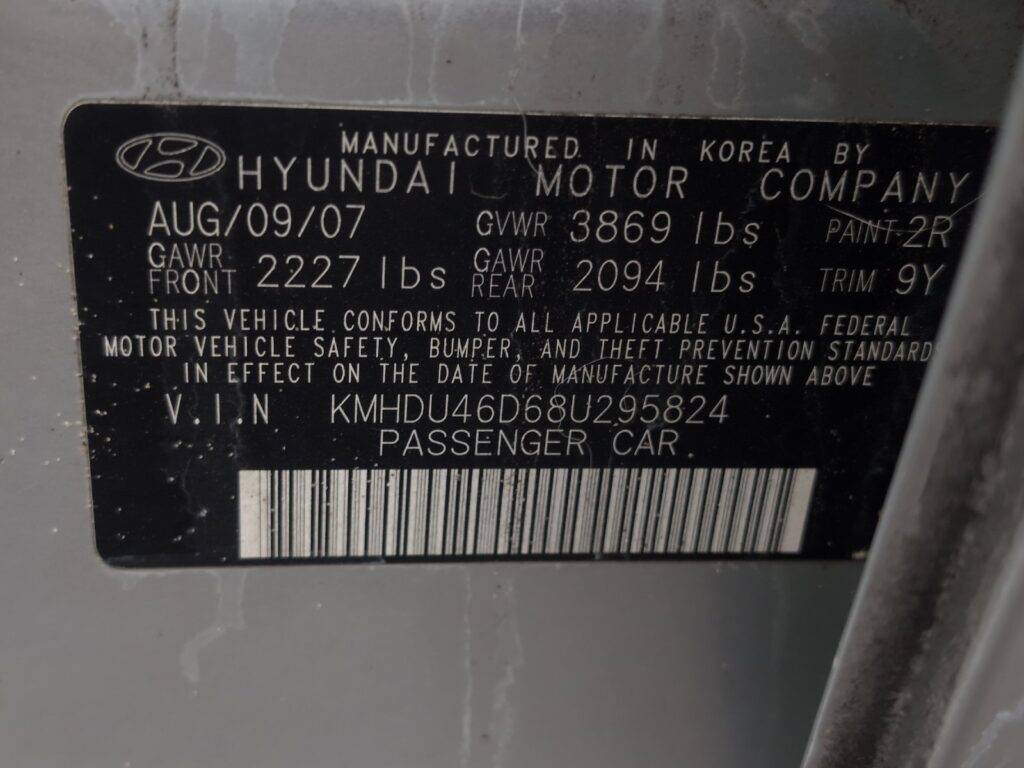 MANUFACTURED IN KOREA BY
HYUNDAI MOTOR COMPANY
AUG/09/07 GVWR 3869 lbs PAINT 2R
GAWR FRONT 2227 lbs GAWR REAR 2094 lbs TRIM 9Y
THIS VEHICLE CONFORMS TO ALL APPLICABLE U.S.A. FEDERAL
MOTOR VEHICLE SAFETY, BUMPER, AND THEFT PREVENTION STANDARDS
IN EFFECT ON THE DATE OF MANUFACTURE SHOWN ABOVE
V.I.N KMHDU46D68U295824
PASSENGER CAR